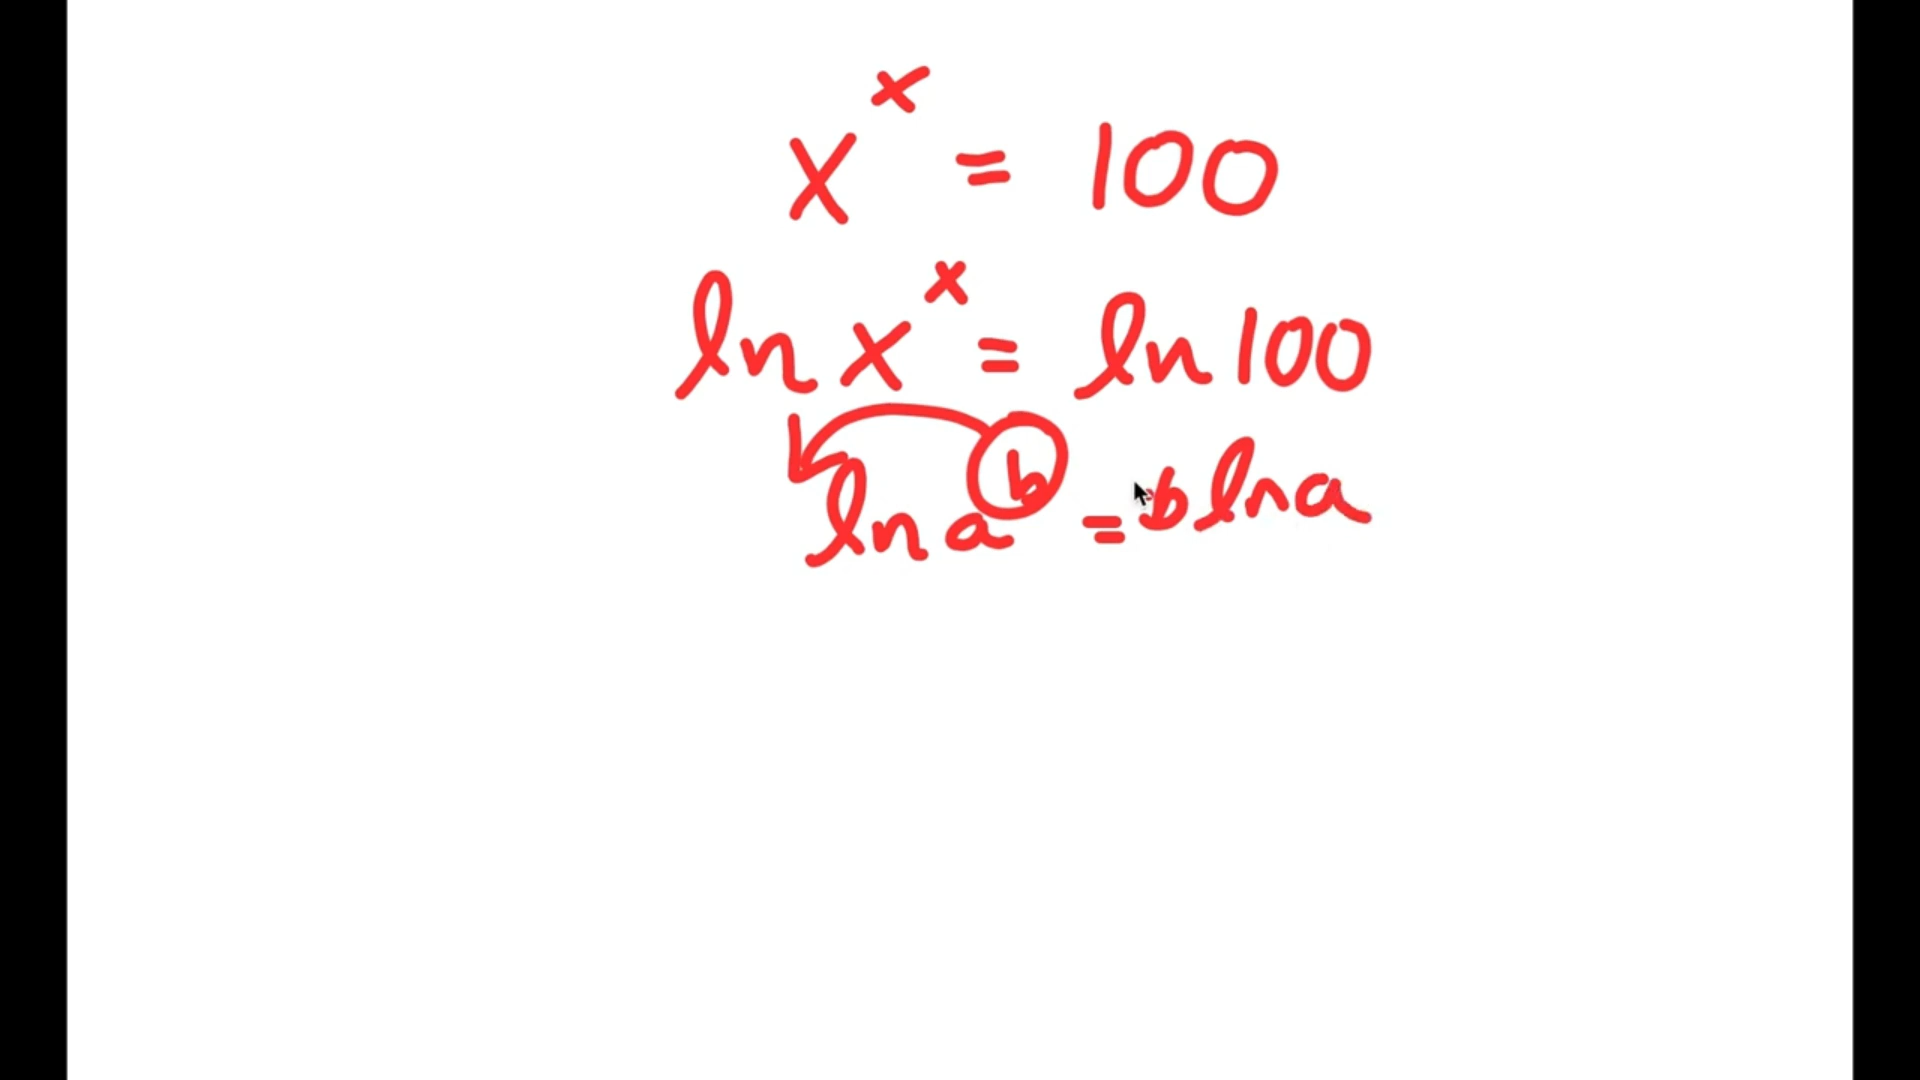 x^x = 100
ln x^x = ln 100
ln a^b = b ln a